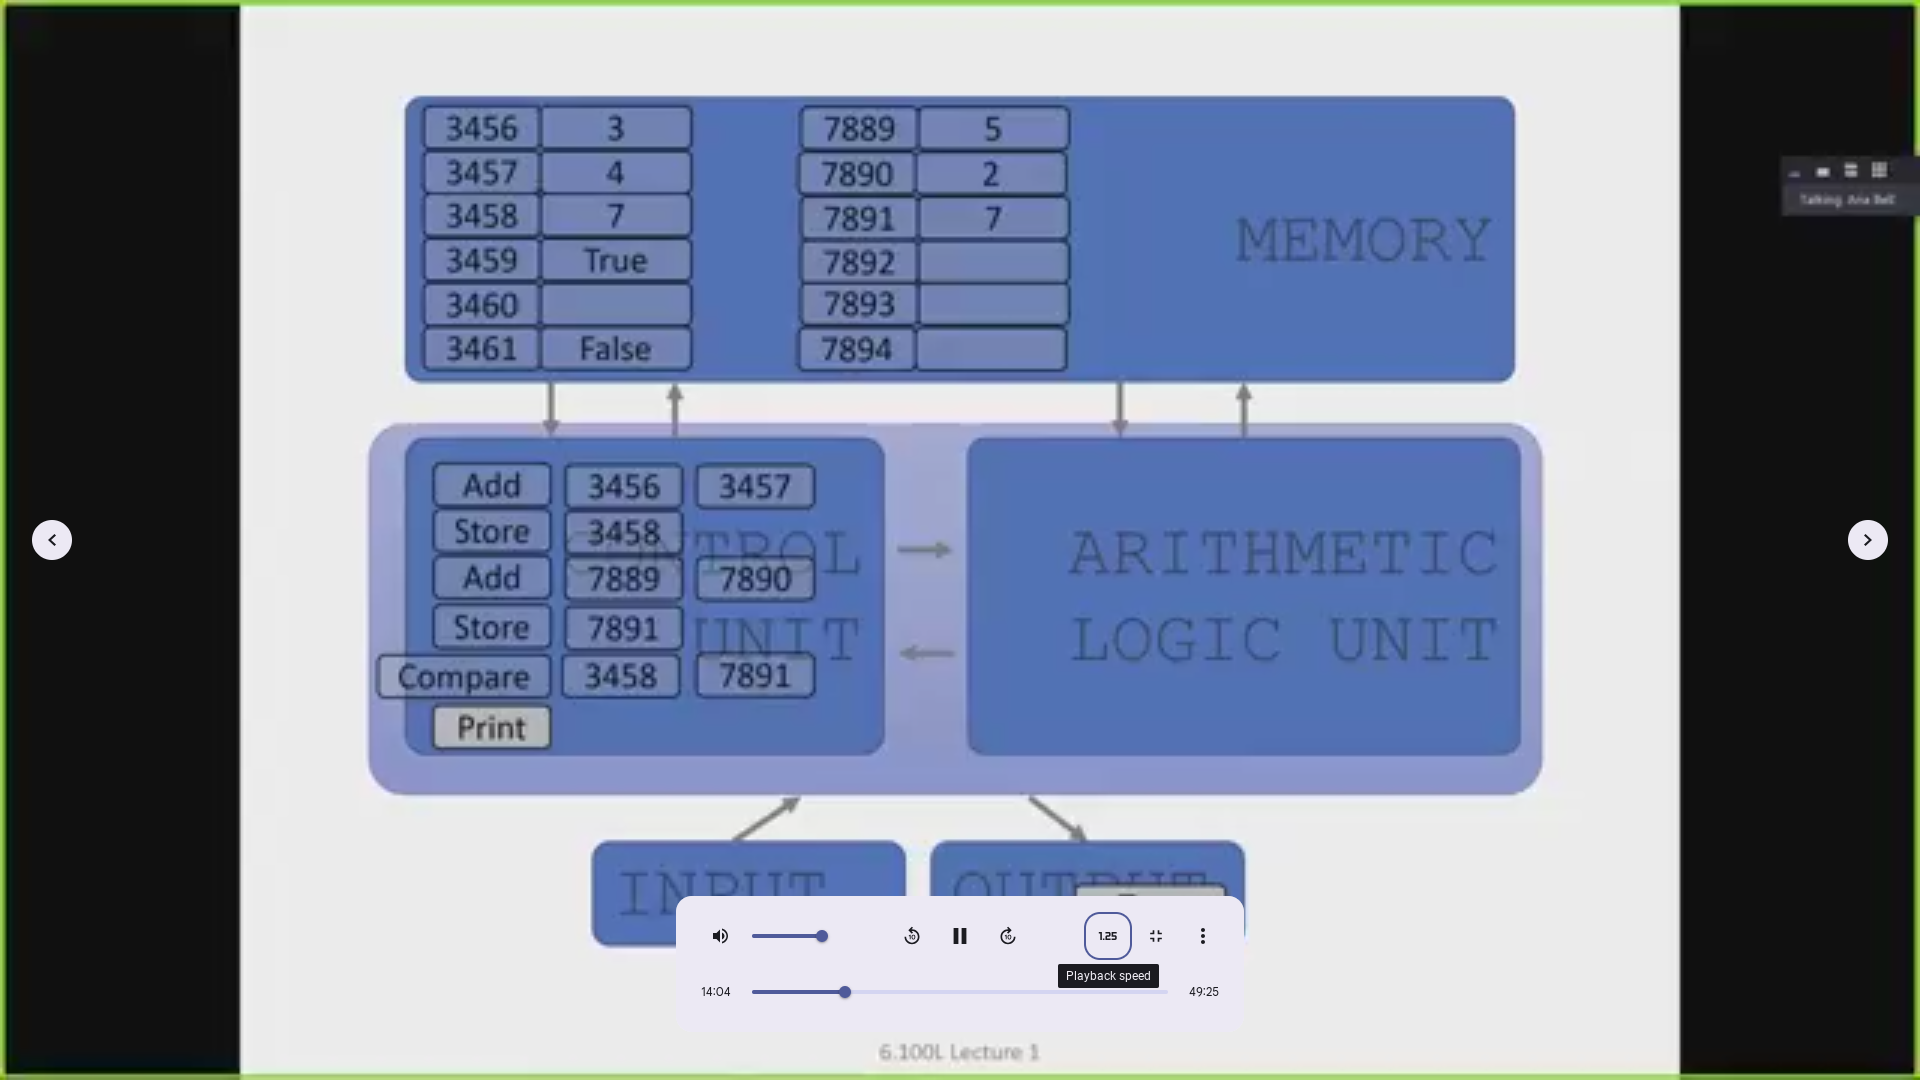 3456 3 7889 5
3457 4 7890 2
3458 7 7891 7
3459 True 7892
3460 7893
3461 False 7894
MEMORY
Talking: Ana Bell
Add 3456 3457
Store 3458
Add 7889 7890
Store 7891
Compare 3458 7891
Print
CONTROL
UNIT
ARITHMETIC
LOGIC UNIT
INPUT
OUTPUT
10
10
1.25
Playback speed
14:04
49:25
6.100L Lecture 1